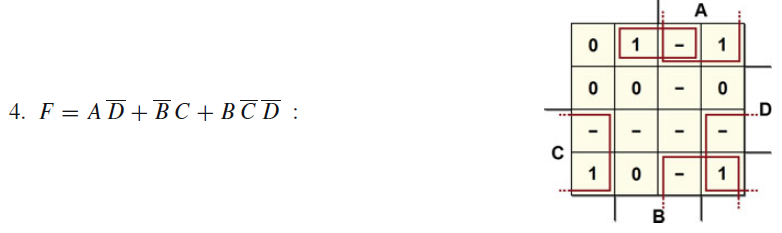 4. F = A D̅ + B̅ C + B C̅ D̅ :
A
0 1 - 1
0 0 - 0
D
- - - -
C
1 0 - 1
B